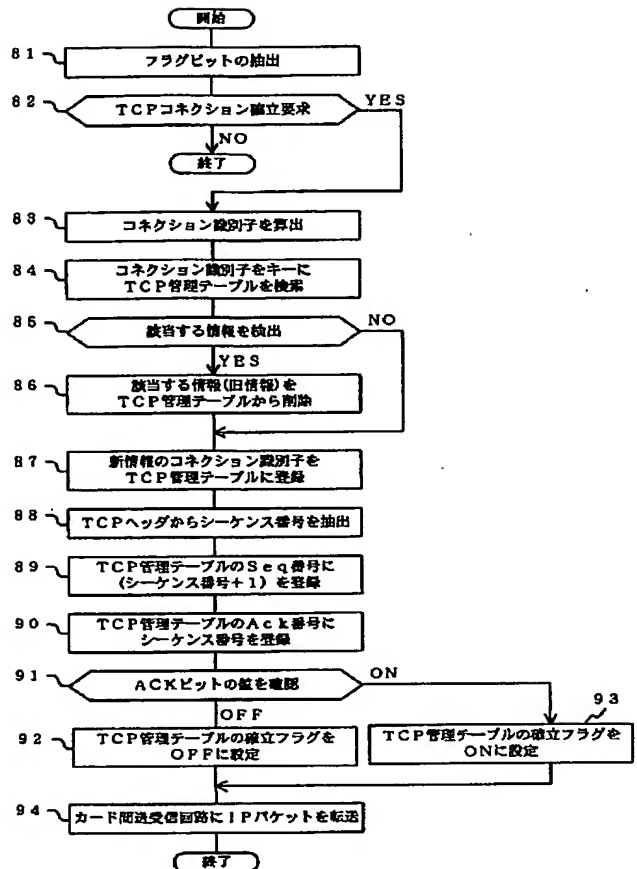 開始
81
フラグビットの抽出
82
TCPコネクション確立要求
YES
NO
終了
83
コネクション識別子を算出
84
コネクション識別子をキーに
TCP管理テーブルを検索
85
該当する情報を検出
NO
YES
86
該当する情報(旧情報)を
TCP管理テーブルから削除
87
新情報のコネクション識別子を
TCP管理テーブルに登録
88
TCPヘッダからシーケンス番号を抽出
89
TCP管理テーブルのSeq番号に
(シーケンス番号+1)を登録
90
TCP管理テーブルのAck番号に
シーケンス番号を登録
91
ACKビットの値を確認
ON
OFF
93
92
TCP管理テーブルの確立フラグを
OFFに設定
TCP管理テーブルの確立フラグを
ONに設定
94
カード間送受信回路にIPパケットを転送
終了